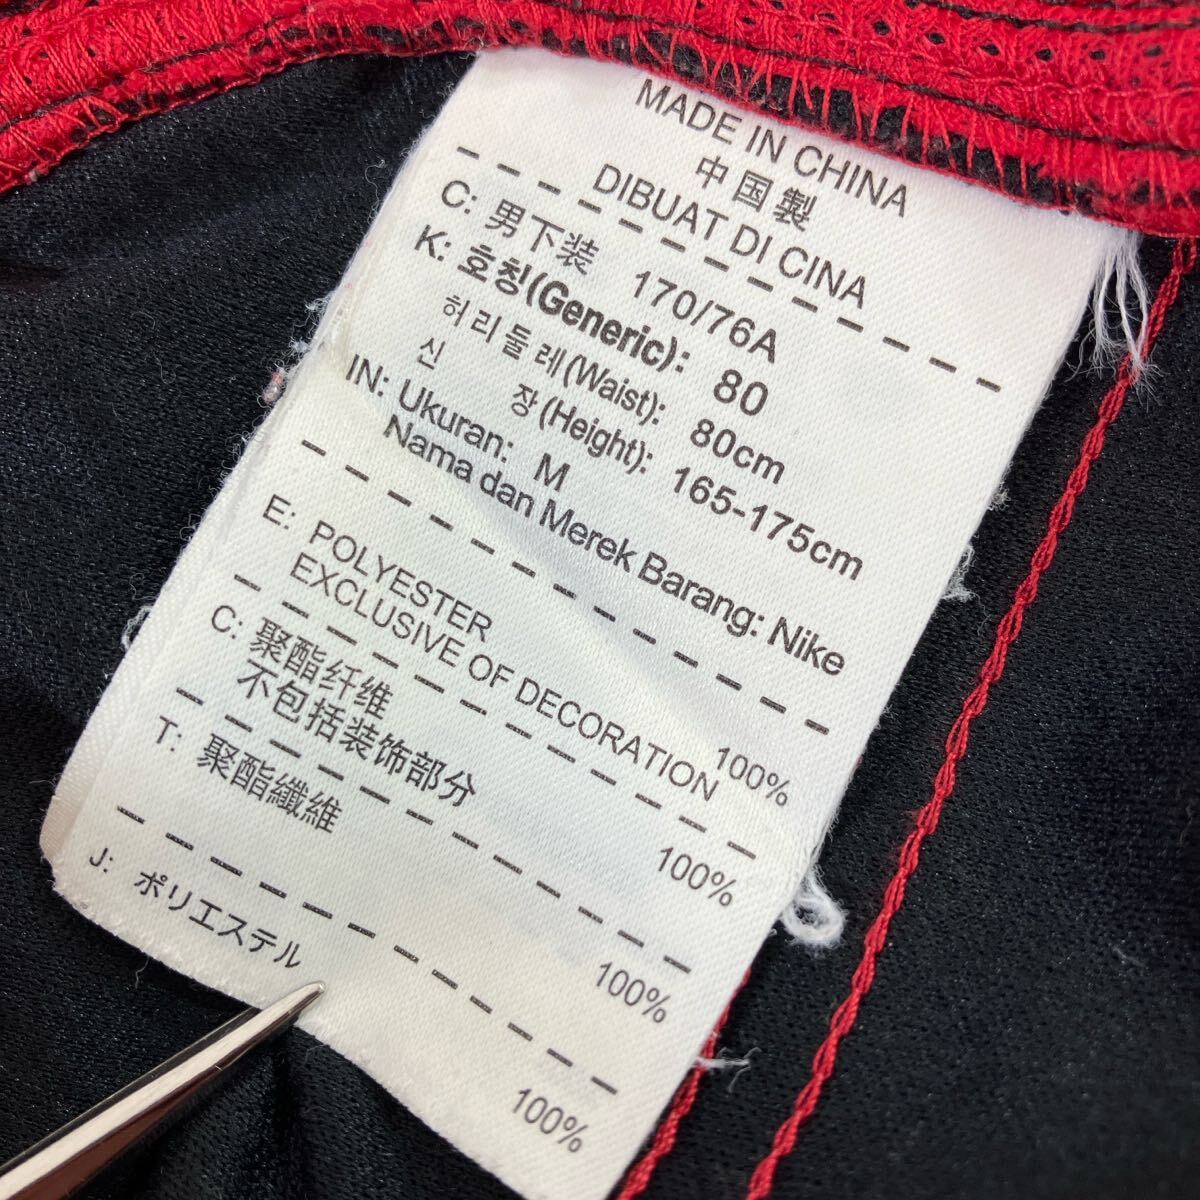 MADE IN CHINA
中国製
DIBUAT DI CINA
C: 男下装 170/76A
K: 호칭(Generic): 80
허리둘레(Waist): 80cm
신 장(Height): 165-175cm
IN: Ukuran: M
Nama dan Merek Barang: Nike
E: POLYESTER 100%
EXCLUSIVE OF DECORATION
C: 聚酯纤维 100%
不包括装饰部分
T: 聚酯纖維 100%
J: ポリエステル 100%